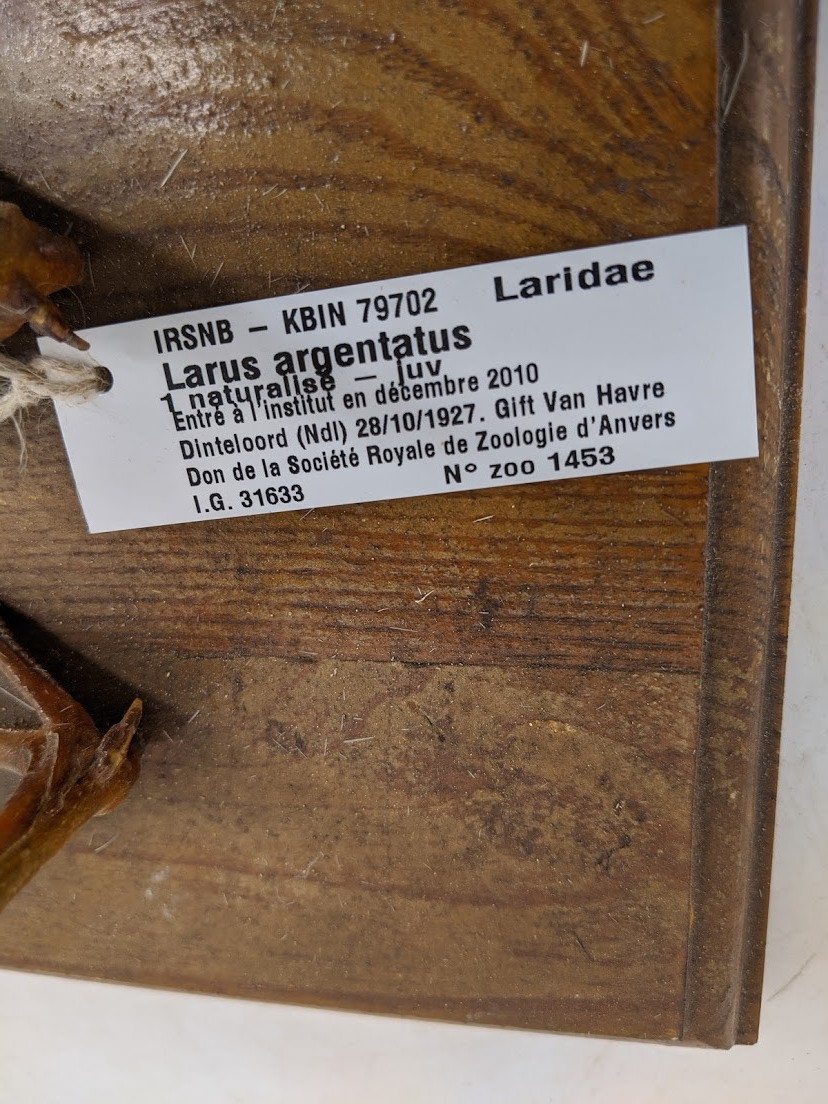 IRSNB – KBIN 79702 Laridae
Larus argentatus
1 naturalisé – juv
Entré à l'institut en décembre 2010
Dinteloord (Ndl) 28/10/1927. Gift Van Havre
Don de la Société Royale de Zoologie d'Anvers
I.G. 31633 N° zoo 1453